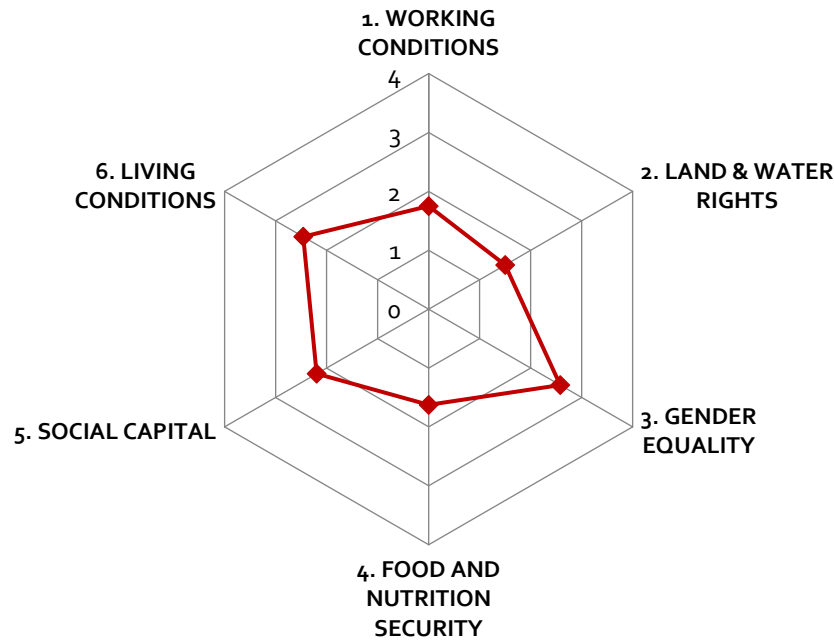 1. WORKING
CONDITIONS
4
3
2
1
0
2. LAND & WATER
RIGHTS
3. GENDER
EQUALITY
4. FOOD AND
NUTRITION
SECURITY
5. SOCIAL CAPITAL
6. LIVING
CONDITIONS